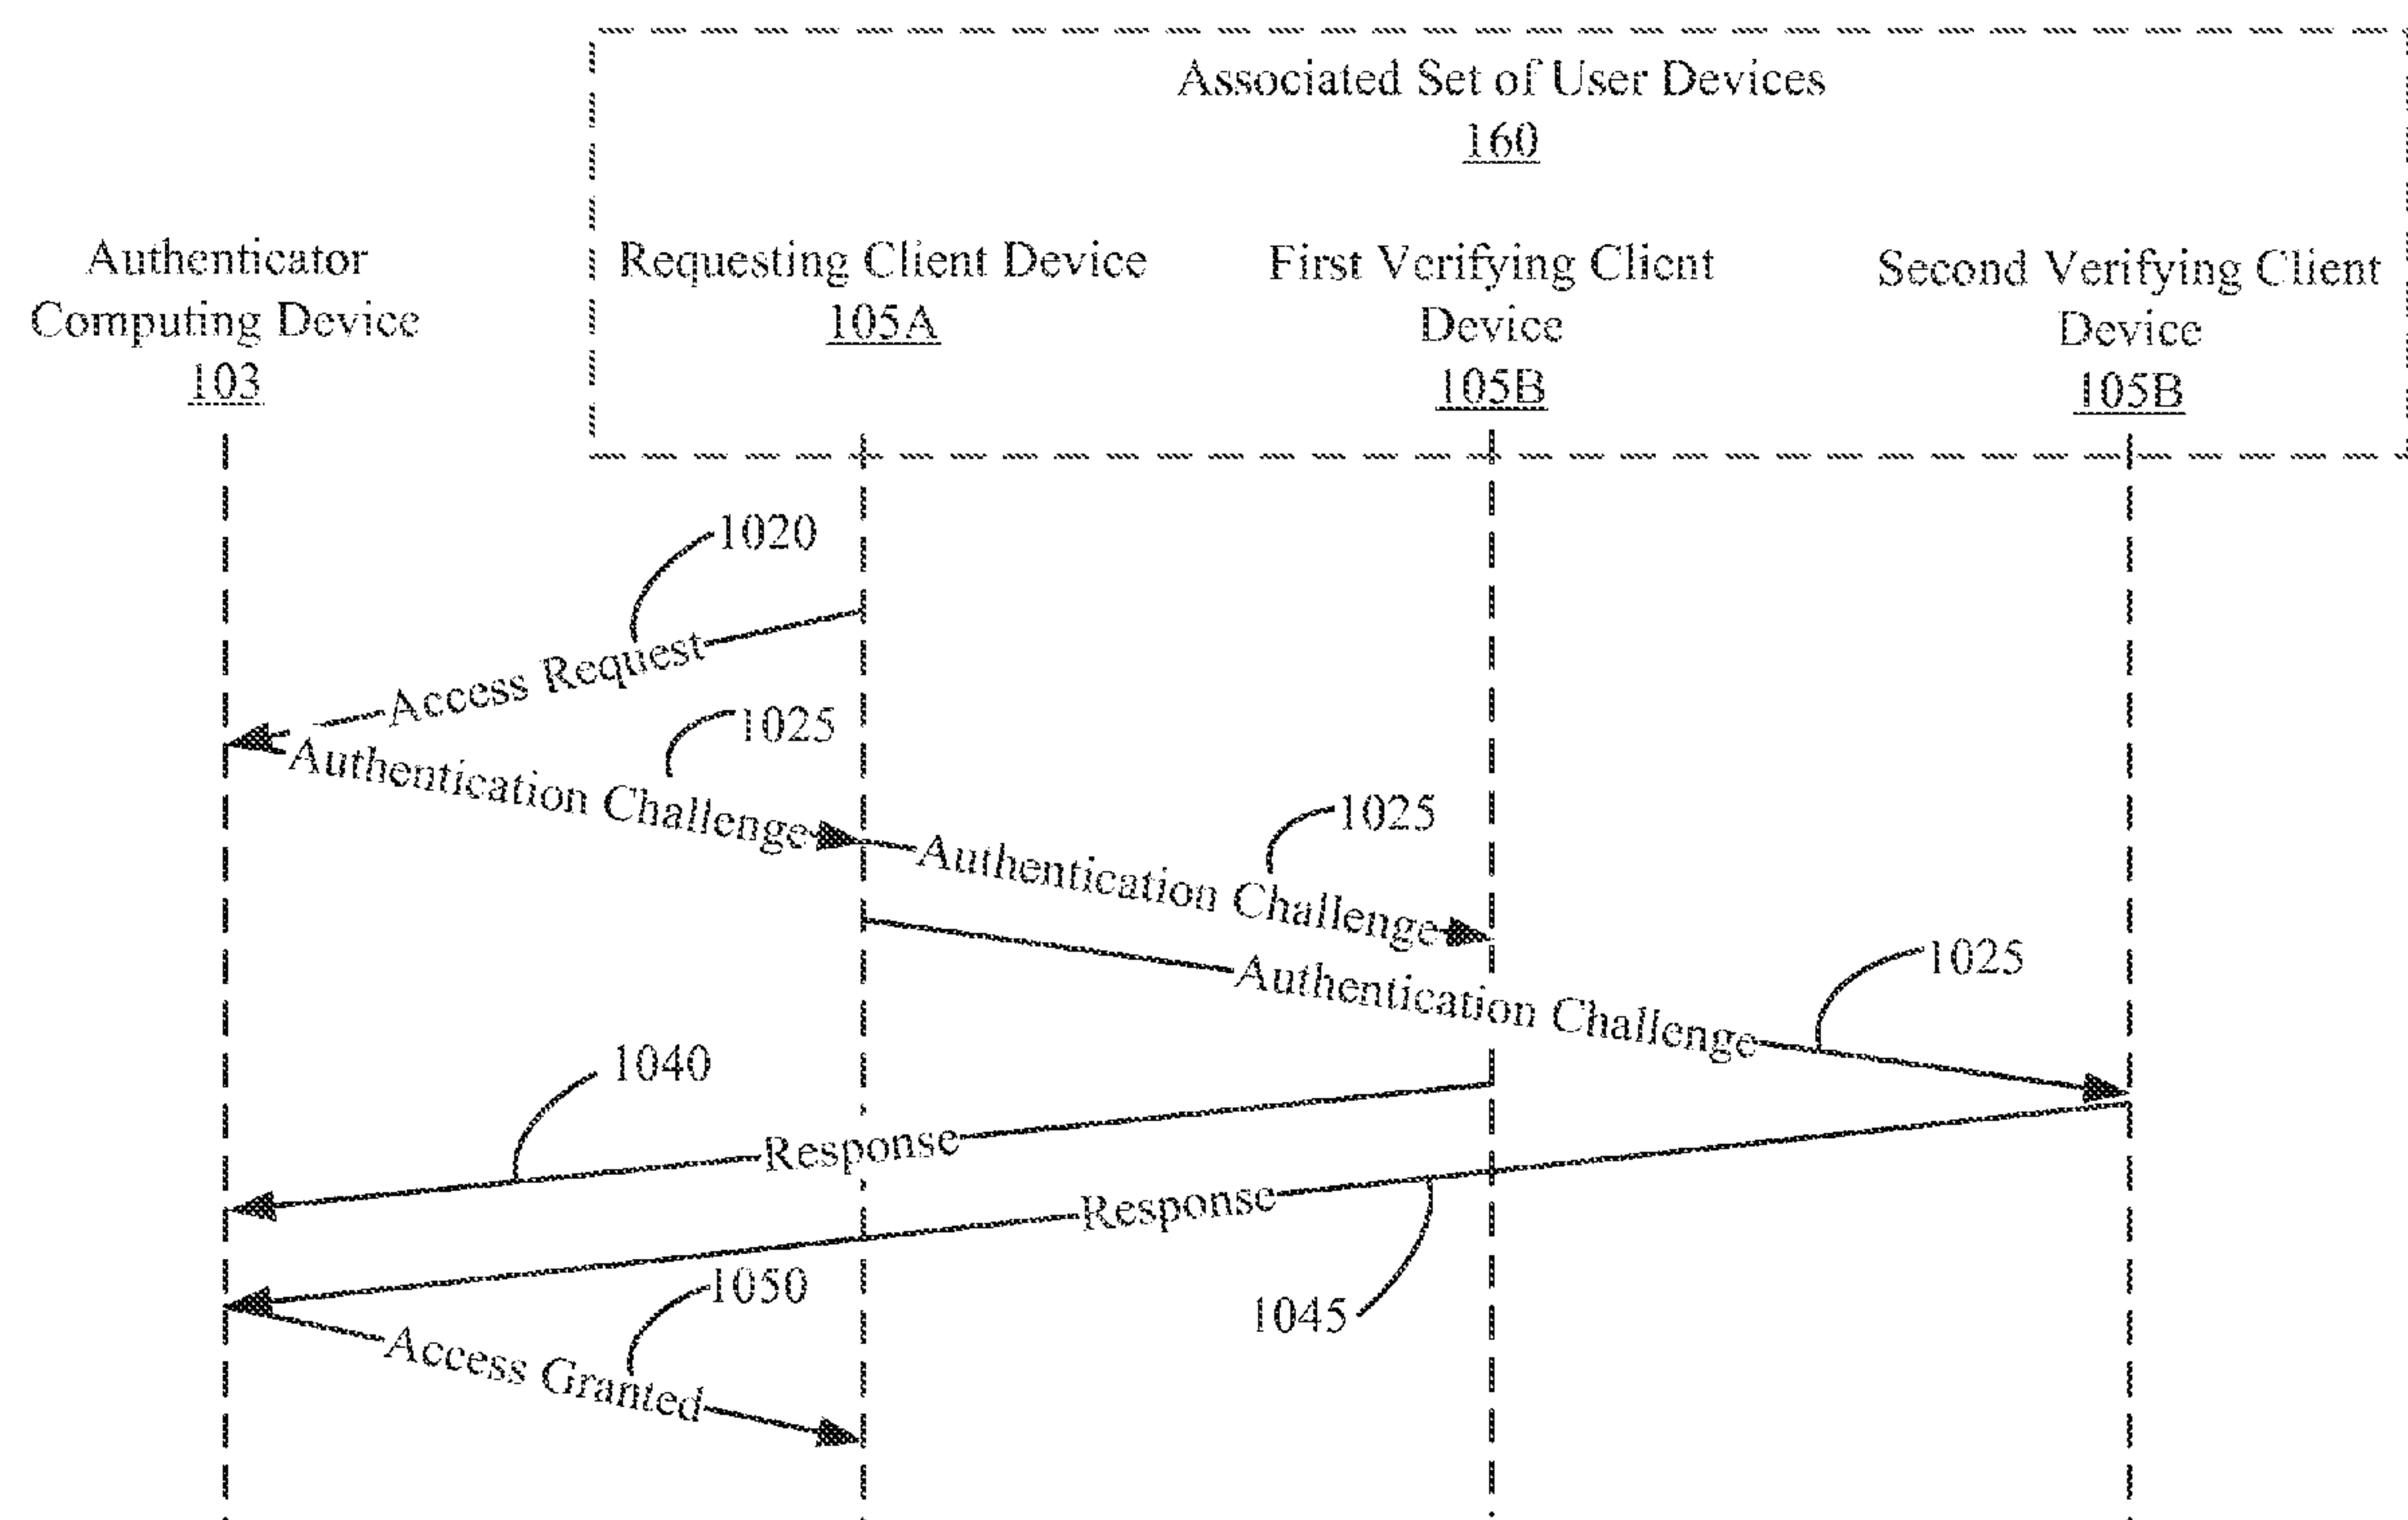 Associated Set of User Devices
160
Authenticator
Computing Device
103
Requesting Client Device
105A
First Verifying Client
Device
105B
Second Verifying Client
Device
105B
1020
Access Request
1025
Authentication Challenge
1025
Authentication Challenge
1025
Authentication Challenge
1040
Response
Response
1045
1050
Access Granted